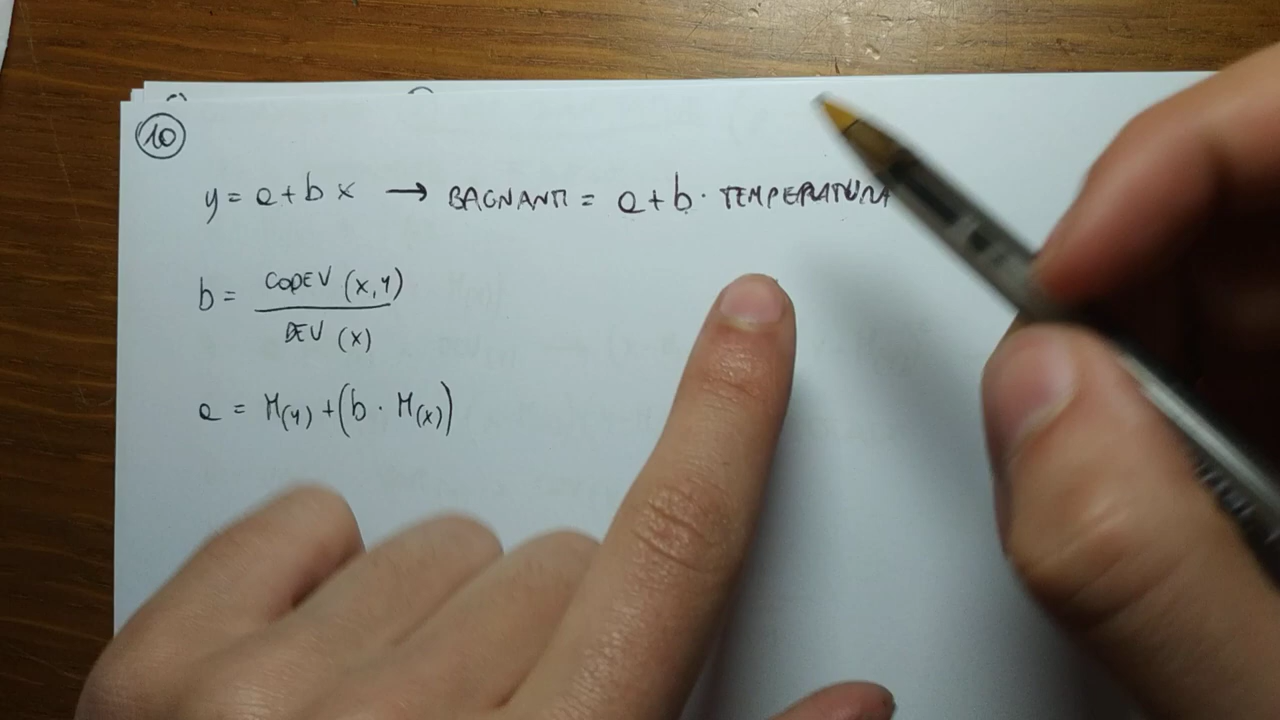 10
y = a + b x → BAGNANTI = a + b · TEMPERATURA
b = CODEV (x,y) / DEV (x)
a = M(y) + (b · M(x))